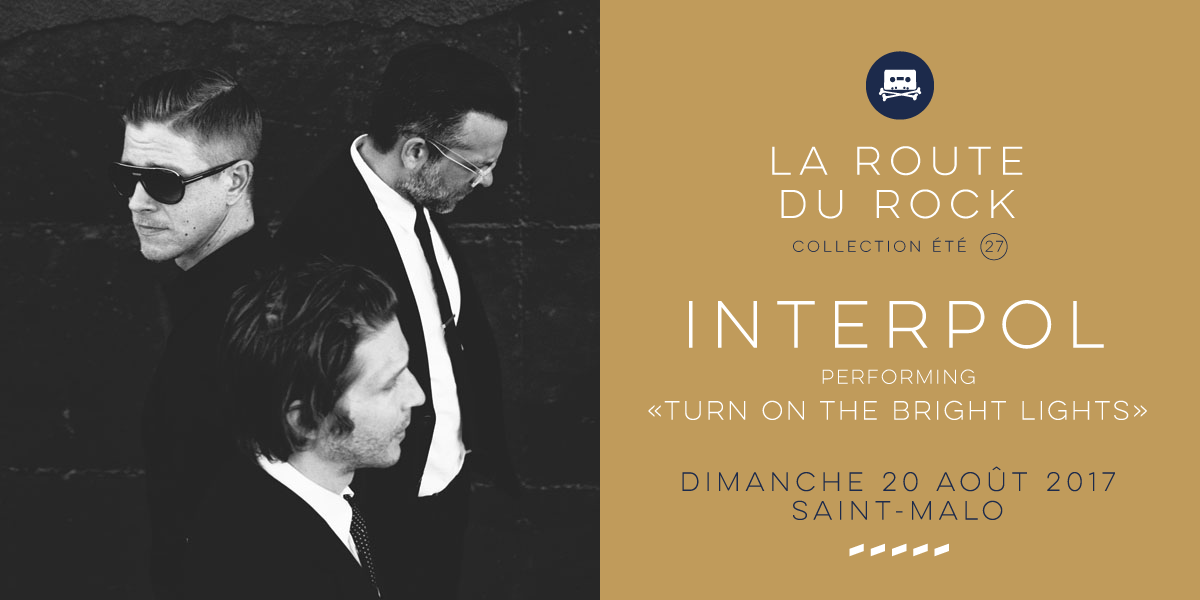 LA ROUTE
DU ROCK
COLLECTION ÉTÉ 27
INTERPOL
PERFORMING
«TURN ON THE BRIGHT LIGHTS»
DIMANCHE 20 AOÛT 2017
SAINT-MALO